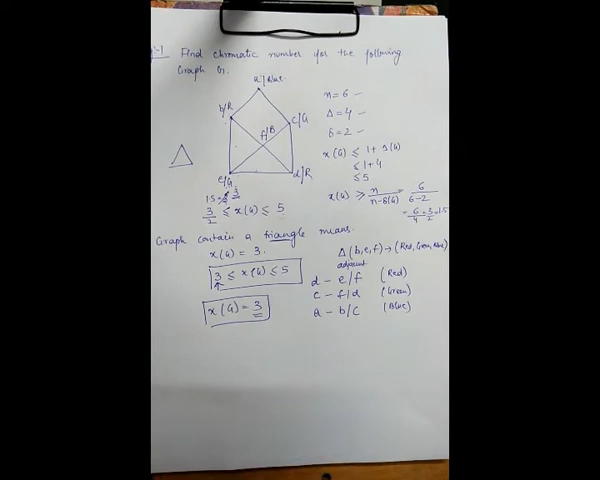 Find chromatic number for the following
Graph G.
a/Blue
b/R
c/G
f/B
e/G
d/R
n=6
Δ=4
δ=2
x(G) ≤ 1+Δ(G)
≤ 1+4
≤ 5
x(G) ≥ n/n-δ(G) = 6/6-2
= 6/4 = 3/2 = 1.5
3/2 ≤ x(G) ≤ 5
Graph contain a triangle means.
x(G) = 3.
3 ≤ x(G) ≤ 5
x(G) = 3
Δ(b,e,f) → (Red, Green, Blue)
adjacent
d - e/f (Red)
c - f/d (Green)
a - b/c (Blue)